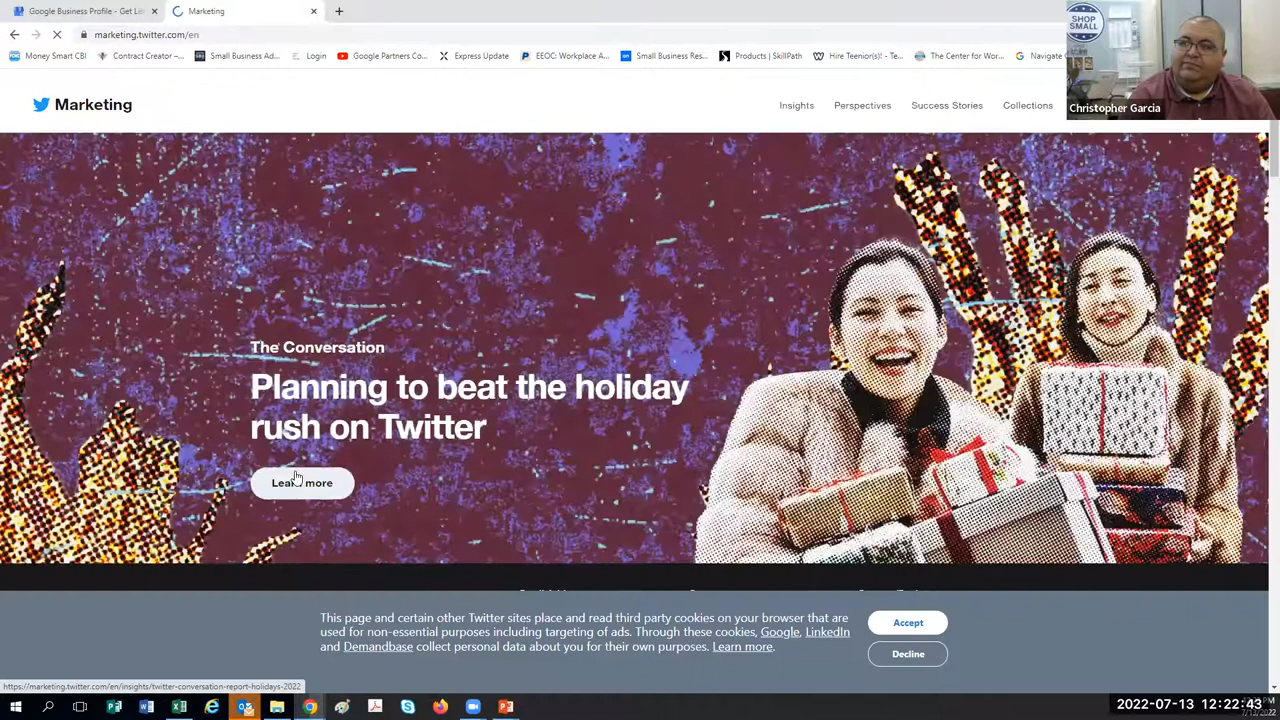 Google Business Profile - Get Li
Marketing
marketing.twitter.com/en
Money Smart CBI
Contract Creator –...
Small Business Ad...
Login
Google Partners Co...
Express Update
EEOC: Workplace A...
Small Business Res...
Products | SkillPath
Hire Teenior)! - Te...
The Center for Wor...
Navigate
SHOP
SMALL
Christopher Garcia
Marketing
Insights
Perspectives
Success Stories
Collections
The Conversation
Planning to beat the holiday
rush on Twitter
Learn more
This page and certain other Twitter sites place and read third party cookies on your browser that are
used for non-essential purposes including targeting of ads. Through these cookies, Google, LinkedIn
and Demandbase collect personal data about you for their own purposes. Learn more.
Accept
Decline
https://marketing.twitter.com/en/insights/twitter-conversation-report-holidays-2022
2022-07-13 12:22:43